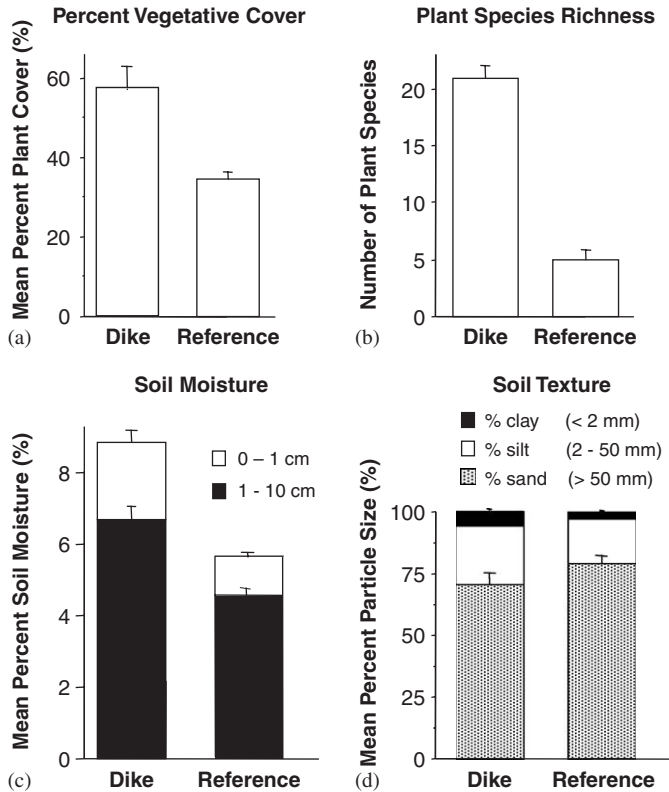 Percent Vegetative Cover
Mean Percent Plant Cover (%)
60
40
20
0
Dike Reference
(a)
Plant Species Richness
Number of Plant Species
20
15
10
5
0
Dike Reference
(b)
Soil Moisture
Mean Percent Soil Moisture (%)
0 – 1 cm
1 - 10 cm
8
6
4
2
0
Dike Reference
(c)
Soil Texture
% clay (< 2 mm)
% silt (2 - 50 mm)
% sand (> 50 mm)
Mean Percent Particle Size (%)
100
75
50
25
0
Dike Reference
(d)